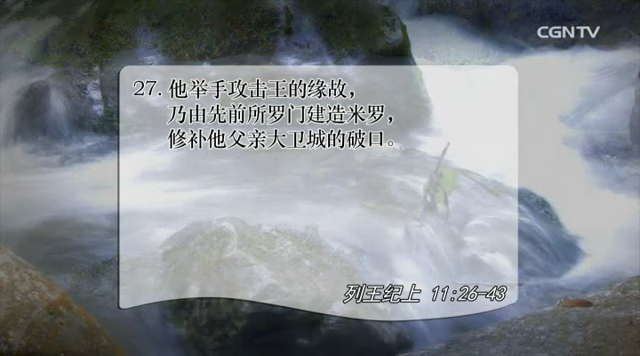 CGNTV
27. 他举手攻击王的缘故，
乃由先前所罗门建造米罗，
修补他父亲大卫城的破口。
列王纪上 11:26-43